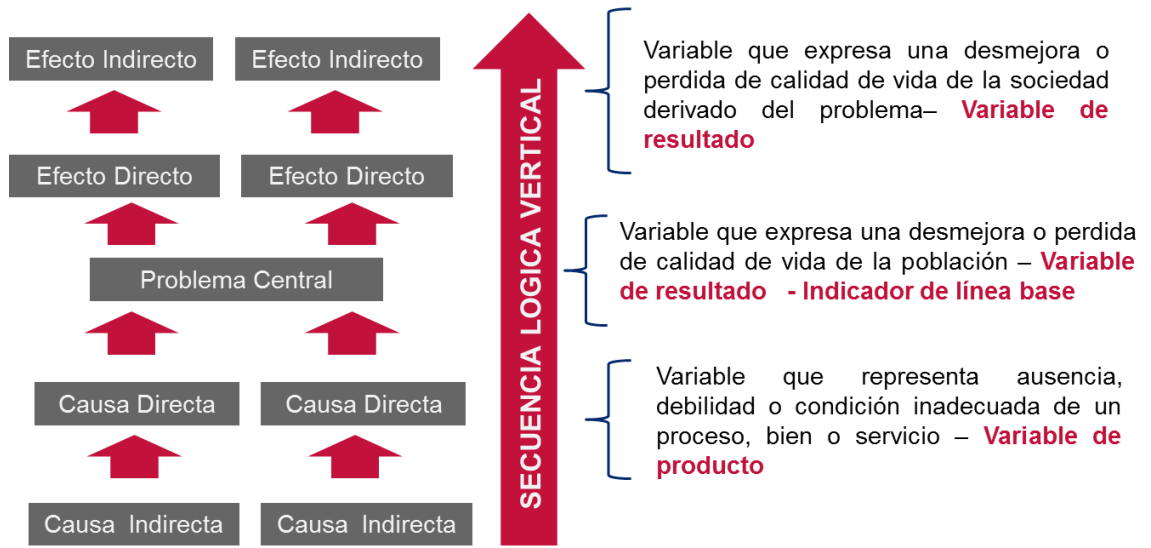 Efecto Indirecto
Efecto Indirecto
Efecto Directo
Efecto Directo
Problema Central
Causa Directa
Causa Directa
Causa Indirecta
Causa Indirecta
SECUENCIA LOGICA VERTICAL
Variable que expresa una desmejora o
perdida de calidad de vida de la sociedad
derivado del problema– Variable de
resultado
Variable que expresa una desmejora o perdida
de calidad de vida de la población – Variable
de resultado - Indicador de línea base
Variable que representa ausencia,
debilidad o condición inadecuada de un
proceso, bien o servicio – Variable de
producto